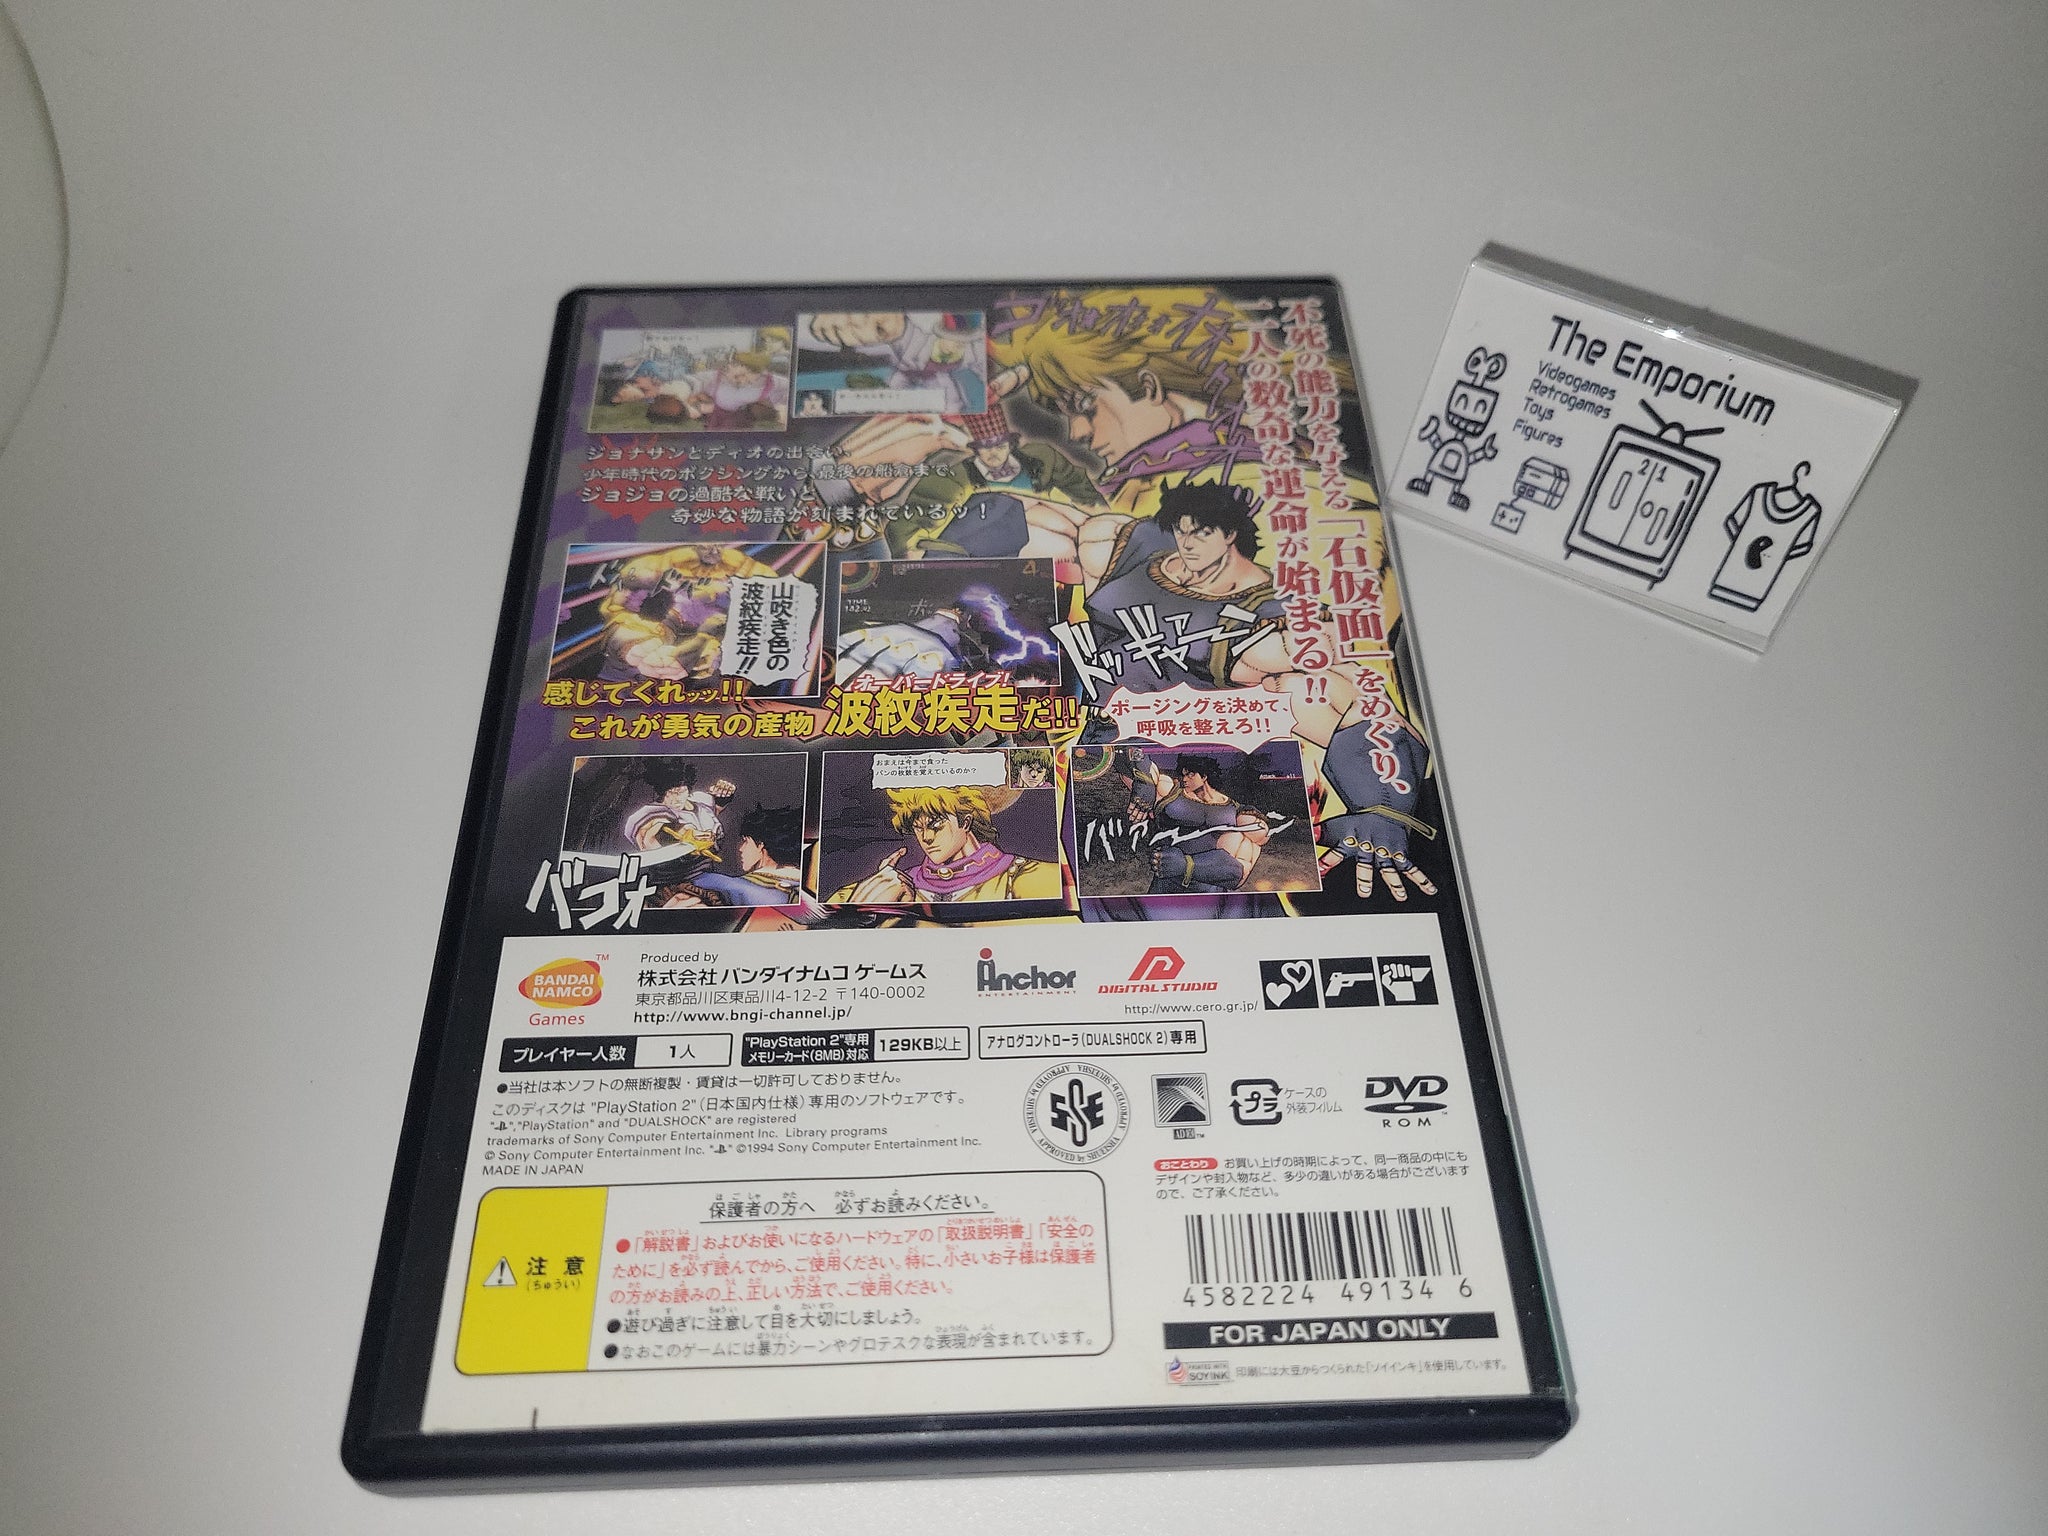 不死の能力を与える「石仮面」をめぐり、
二人の数奇な運命が始まる!!
ジョナサンとディオの出会い、
少年時代のボクシングから、最後の船倉まで、
ジョジョの過酷な戦いと
奇妙な物語が刻まれているッ!
山吹き色の
波紋疾走!!
TIME
ドッギャァーン
感じてくれッッ!!
これが勇気の産物
オーバードライブ!
波紋疾走だ!!
ポージングを決めて、
呼吸を整えろ!!
おまえは今まで食った
パンの枚数を覚えているのか?
バゴォ
バァーーン
BANDAI
NAMCO
TM
Games
Produced by
株式会社 バンダイナムコ ゲームス
東京都品川区東品川4-12-2 〒140-0002
http://www.bngi-channel.jp/
Anchor
ENTERTAINMENT
DIGITAL STUDIO
http://www.cero.gr.jp/
プレイヤー人数 1人
"PlayStation 2"専用
メモリーカード(8MB)対応 129KB以上
アナログコントローラ(DUALSHOCK 2)専用
●当社は本ソフトの無断複製・賃貸は一切許可しておりません。
このディスクは "PlayStation 2"(日本国内仕様)専用のソフトウェアです。
"PlayStation" and "DUALSHOCK" are registered
trademarks of Sony Computer Entertainment Inc. Library programs
© Sony Computer Entertainment Inc. ©1994 Sony Computer Entertainment Inc.
MADE IN JAPAN
APPROVED by SHUEISHA
プラ
ケースの
外装フィルム
DVD
ROM
おことわり お買い上げの時期によって、同一商品の中にも
デザインや封入物など、多少の違いがある場合がございます
ので、ご了承ください。
注意
(ちゅうい)
保護者の方へ 必ずお読みください。
●「解説書」およびお使いになるハードウェアの「取扱説明書」「安全の
ために」を必ず読んでから、ご使用ください。特に、小さいお子様は保護者
の方がお読みの上、正しい方法で、ご使用ください。
●遊び過ぎに注意して目を大切にしましょう。
●なおこのゲームには暴力シーンやグロテスクな表現が含まれています。
4582224 49134 6
FOR JAPAN ONLY
PRINTED WITH
SOY INK
印刷には大豆からつくられた「ソイインキ」を使用しています。
The Emporium
Videogames
Retrogames
Toys
Figures
2/1